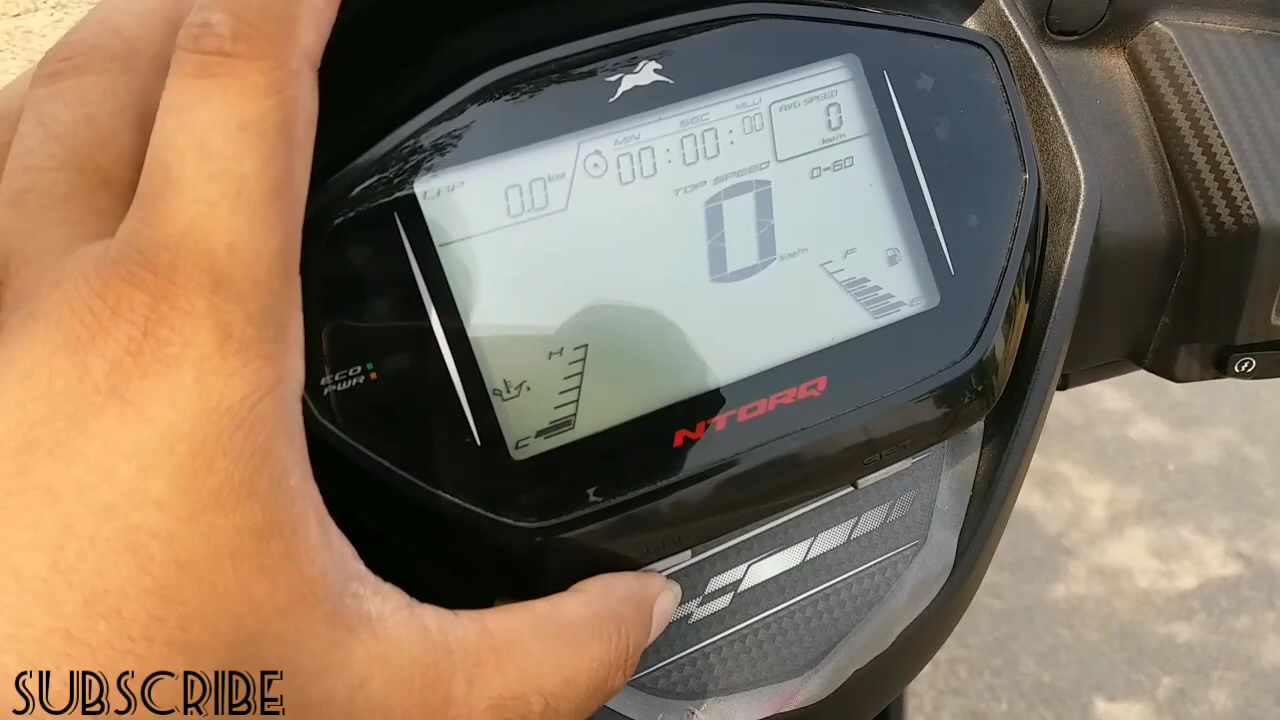 LAP 0.0 km
MIN SEC MLU
00:00:00
AVG SPEED
0
km/h
TOP SPEED
0-60
0 km/h
F
E
H
C
ECO
PWR
NTORQ
SET
SUBSCRIBE